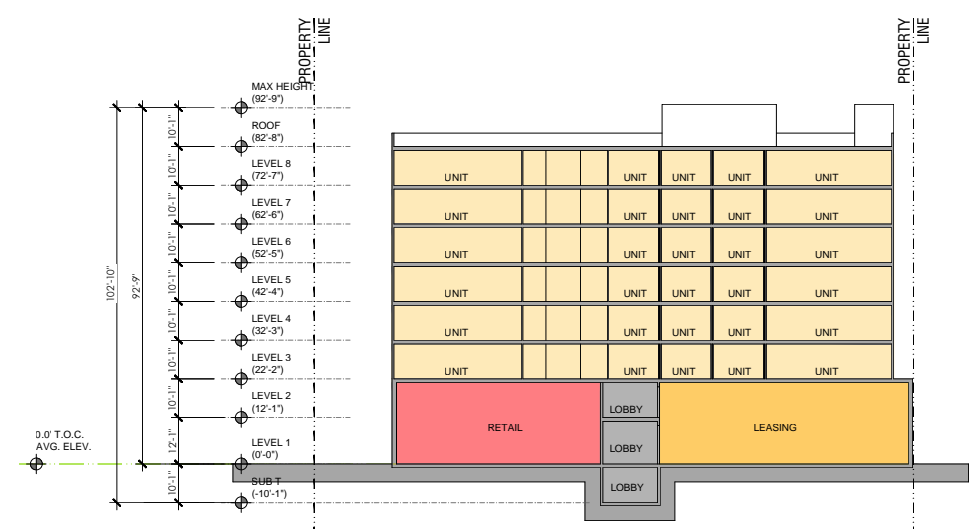 PROPERTY
LINE
PROPERTY
LINE
MAX HEIGHT
(92'-9")
10'-1"
ROOF
(82'-8")
10'-1"
LEVEL 8
(72'-7")
UNIT UNIT UNIT UNIT UNIT
10'-1"
LEVEL 7
(62'-6")
UNIT UNIT UNIT UNIT UNIT
10'-1"
LEVEL 6
(52'-5")
UNIT UNIT UNIT UNIT UNIT
10'-1"
LEVEL 5
(42'-4")
UNIT UNIT UNIT UNIT UNIT
102'-10"
92'-9"
10'-1"
LEVEL 4
(32'-3")
UNIT UNIT UNIT UNIT UNIT
10'-1"
LEVEL 3
(22'-2")
UNIT UNIT UNIT UNIT UNIT
10'-1"
LEVEL 2
(12'-1")
LOBBY
RETAIL
LEASING
12'-1"
0.0' T.O.C.
AVG. ELEV.
LEVEL 1
(0'-0")
LOBBY
10'-1"
SUB T
(-10'-1")
LOBBY